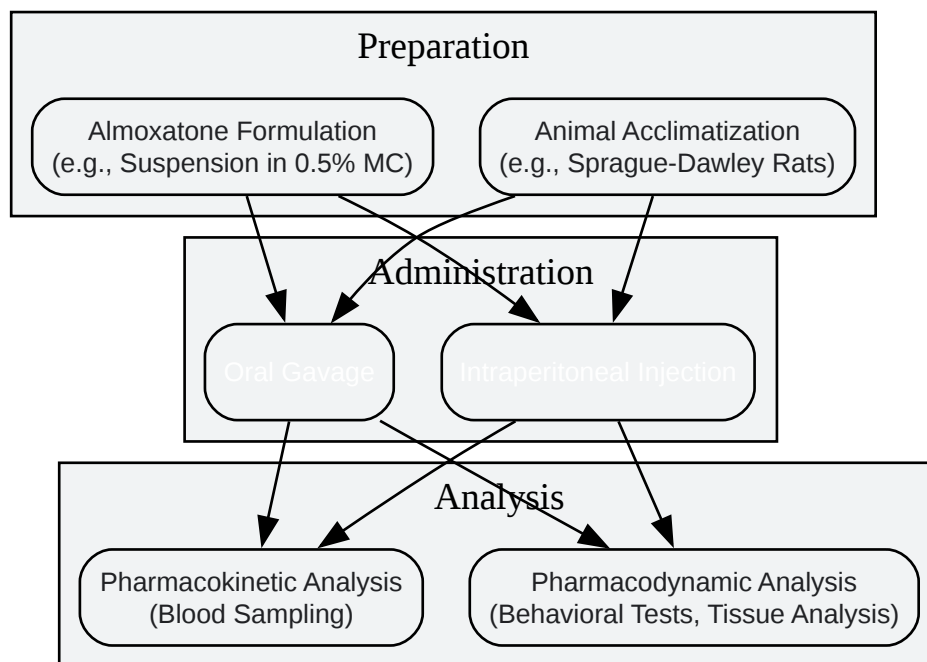 Preparation
Almoxatone Formulation
(e.g., Suspension in 0.5% MC)
Animal Acclimatization
(e.g., Sprague-Dawley Rats)
Administration
Oral Gavage
Intraperitoneal Injection
Analysis
Pharmacokinetic Analysis
(Blood Sampling)
Pharmacodynamic Analysis
(Behavioral Tests, Tissue Analysis)